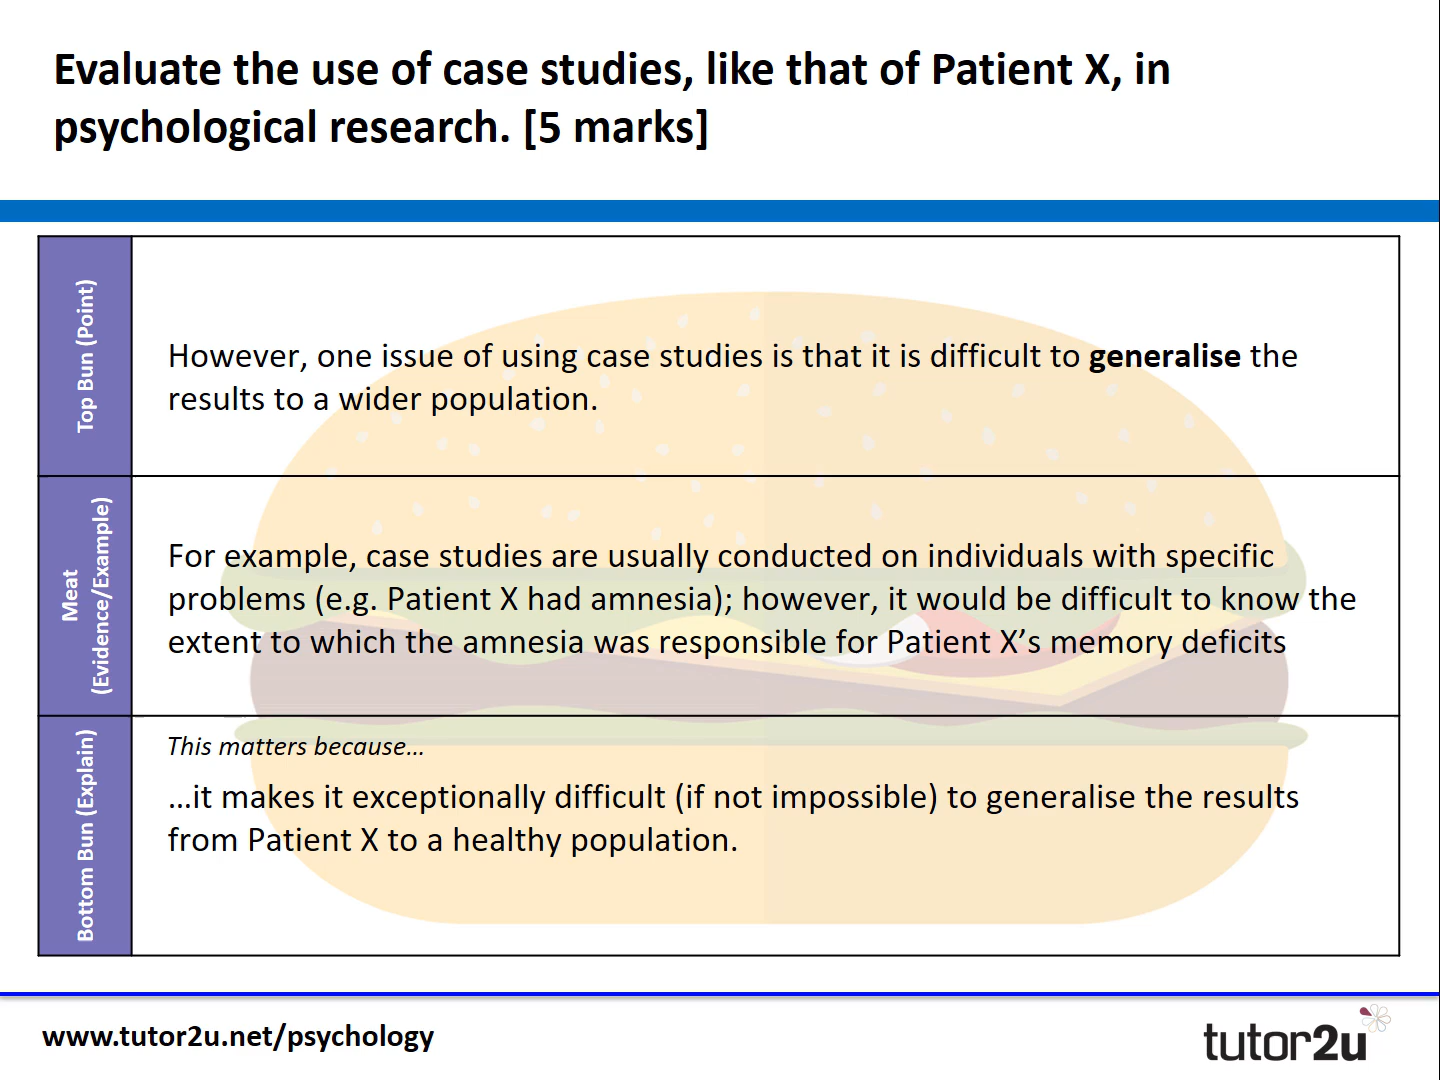 Evaluate the use of case studies, like that of Patient X, in
psychological research. [5 marks]
Top Bun (Point)
However, one issue of using case studies is that it is difficult to generalise the
results to a wider population.
Meat
(Evidence/Example)
For example, case studies are usually conducted on individuals with specific
problems (e.g. Patient X had amnesia); however, it would be difficult to know the
extent to which the amnesia was responsible for Patient X’s memory deficits
Bottom Bun (Explain)
This matters because…
…it makes it exceptionally difficult (if not impossible) to generalise the results
from Patient X to a healthy population.
www.tutor2u.net/psychology
tutor2u